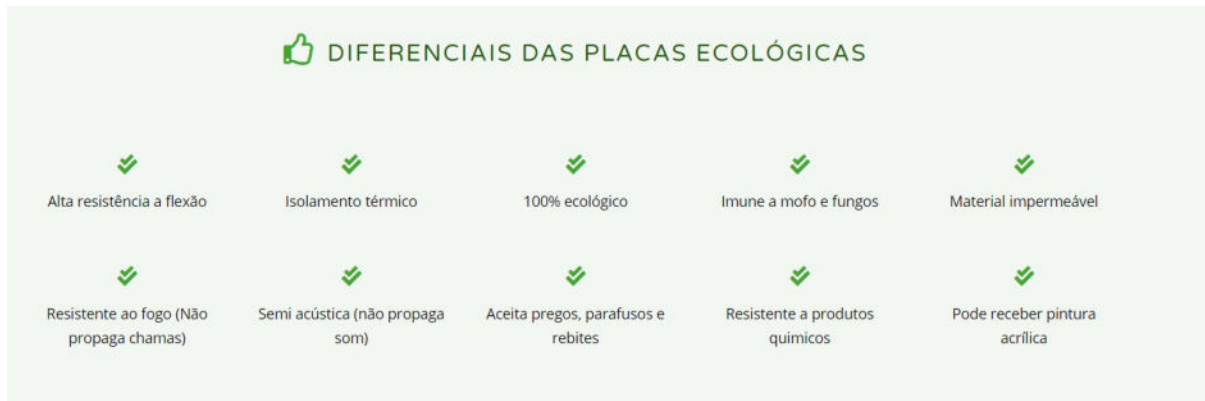 DIFERENCIAIS DAS PLACAS ECOLÓGICAS
Alta resistência a flexão
Isolamento térmico
100% ecológico
Imune a mofo e fungos
Material impermeável
Resistente ao fogo (Não
propaga chamas)
Semi acústica (não propaga
som)
Aceita pregos, parafusos e
rebites
Resistente a produtos
quimicos
Pode receber pintura
acrílica